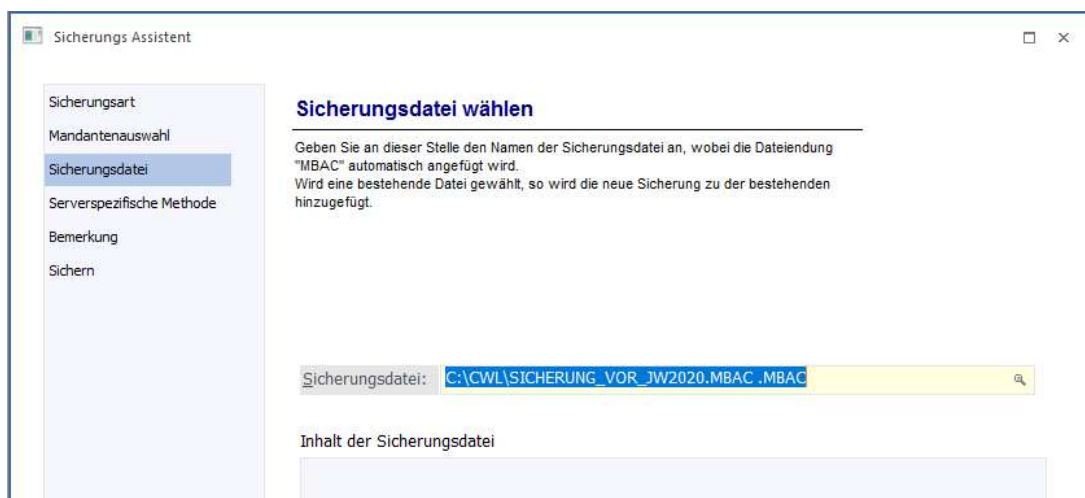 Sicherungs Assistent
Sicherungsart
Mandantenauswahl
Sicherungsdatei
Serverspezifische Methode
Bemerkung
Sichern
Sicherungsdatei wählen
Geben Sie an dieser Stelle den Namen der Sicherungsdatei an, wobei die Dateiendung
"MBAC" automatisch angefügt wird.
Wird eine bestehende Datei gewählt, so wird die neue Sicherung zu der bestehenden
hinzugefügt.
Sicherungsdatei: C:\CWL\SICHERUNG_VOR_JW2020.MBAC .MBAC
Inhalt der Sicherungsdatei